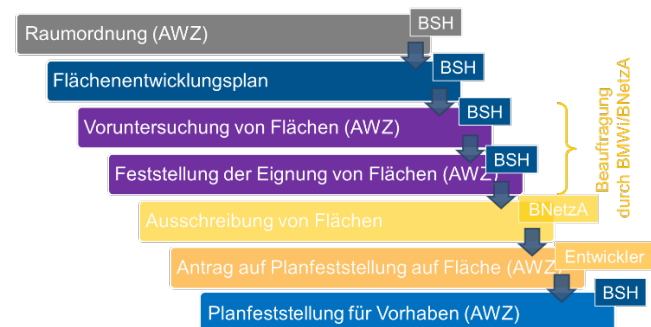 Raumordnung (AWZ)
BSH
Flächenentwicklungsplan
BSH
Voruntersuchung von Flächen (AWZ)
BSH
Feststellung der Eignung von Flächen (AWZ)
BSH
Beauftragung
durch BMWi/BNetzA
Ausschreibung von Flächen
BNetzA
Antrag auf Planfeststellung auf Fläche (AWZ)
Entwickler
Planfeststellung für Vorhaben (AWZ)
BSH